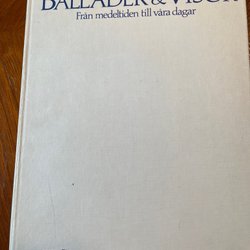 BALLADER & VISOR
Från medeltiden till våra dagar